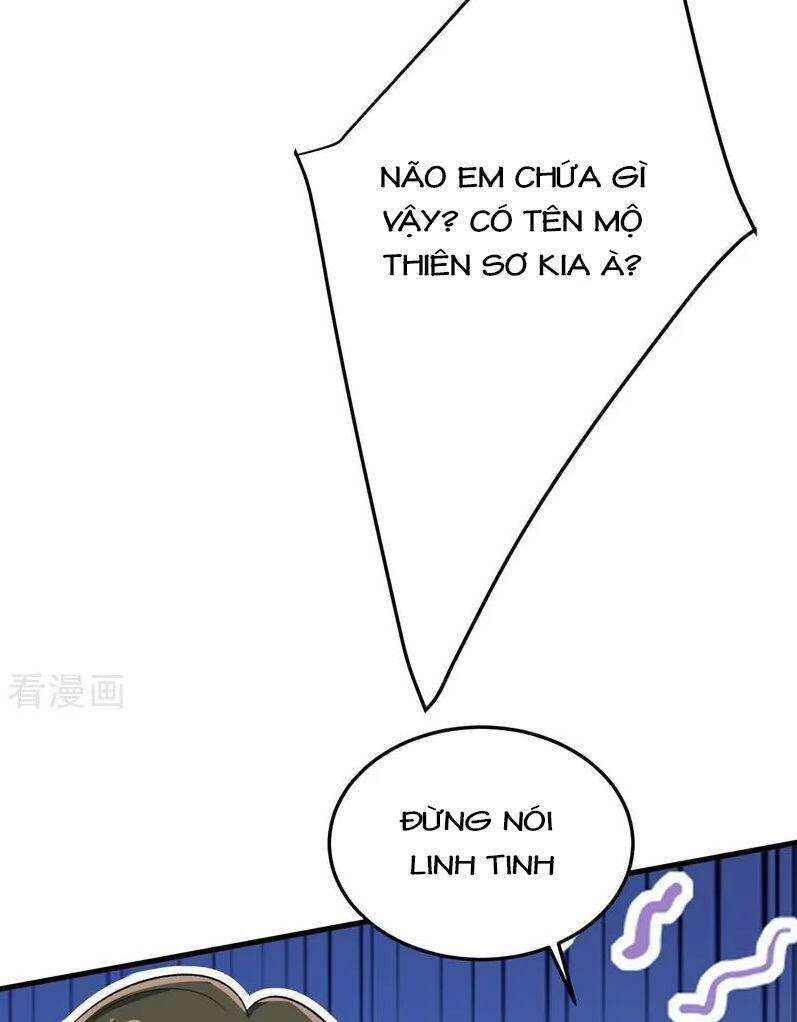 NÃO EM CHỨA GÌ
VẬY? CÓ TÊN MỘ
THIÊN SƠ KIA À?
看漫画
ĐỪNG NÓI
LINH TINH